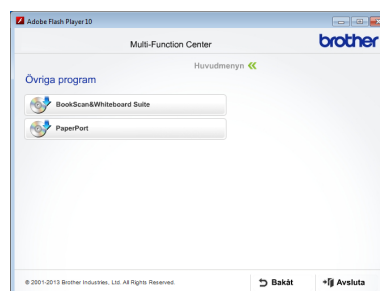 Adobe Flash Player 10
Multi-Function Center
brother
Huvudmenyn
Övriga program
BookScan&Whiteboard Suite
PaperPort
© 2001-2013 Brother Industries, Ltd. All Rights Reserved.
Bakåt
Avsluta